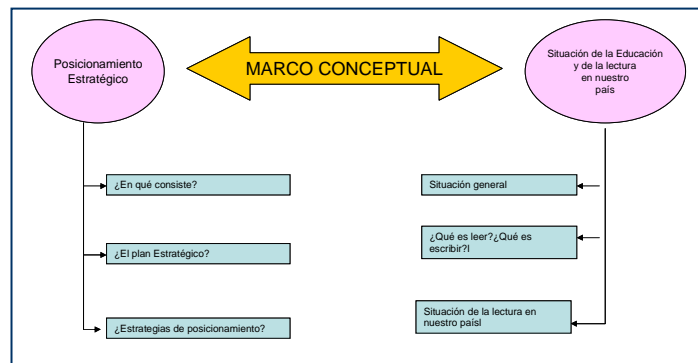 Posicionamiento
Estratégico
MARCO CONCEPTUAL
Situación de la Educación
y de la lectura
en nuestro
país
¿En qué consiste?
¿El plan Estratégico?
¿Estrategias de posicionamiento?
Situación general
¿Qué es leer?¿Qué es
escribir?l
Situación de la lectura en
nuestro paísl